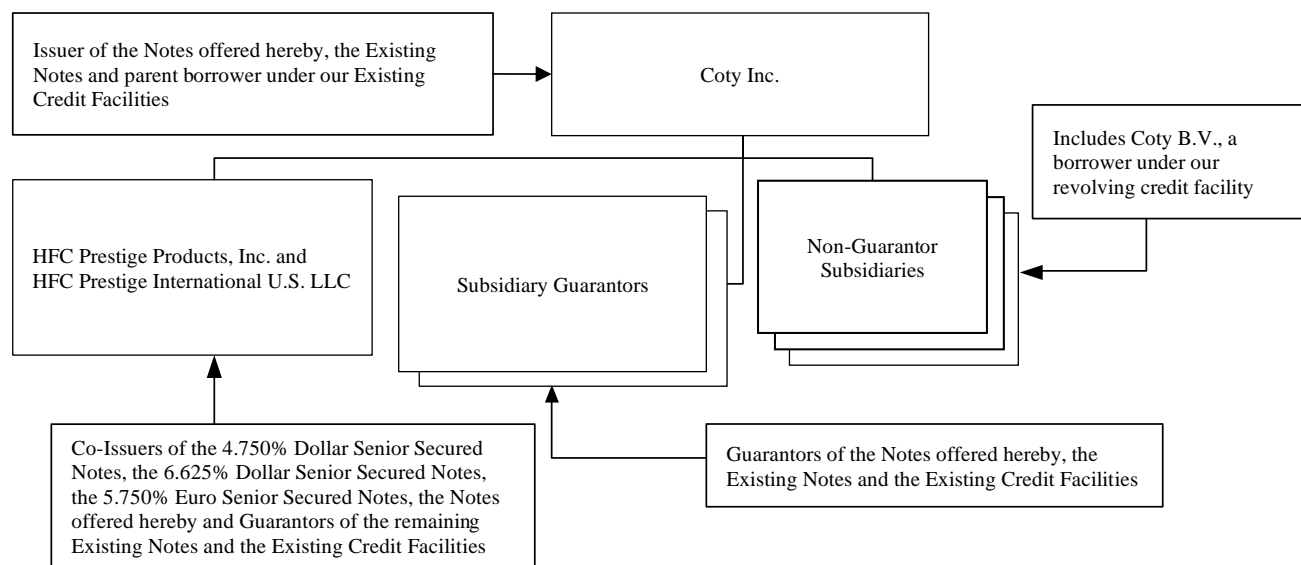 Issuer of the Notes offered hereby, the Existing
Notes and parent borrower under our Existing
Credit Facilities
Coty Inc.
Includes Coty B.V., a
borrower under our
revolving credit facility
HFC Prestige Products, Inc. and
HFC Prestige International U.S. LLC
Subsidiary Guarantors
Non-Guarantor
Subsidiaries
Co-Issuers of the 4.750% Dollar Senior Secured
Notes, the 6.625% Dollar Senior Secured Notes,
the 5.750% Euro Senior Secured Notes, the Notes
offered hereby and Guarantors of the remaining
Existing Notes and the Existing Credit Facilities
Guarantors of the Notes offered hereby, the
Existing Notes and the Existing Credit Facilities